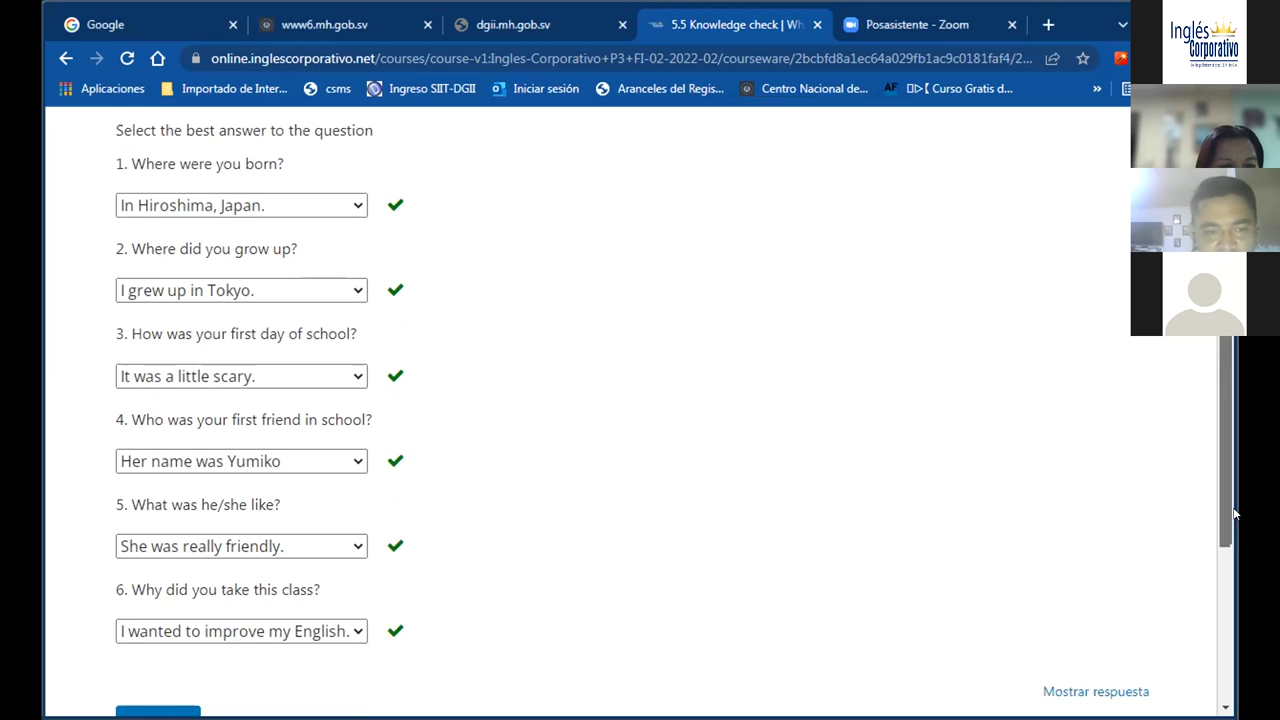 Google
www6.mh.gob.sv
dgii.mh.gob.sv
5.5 Knowledge check | Wh
Posasistente - Zoom
online.inglescorporativo.net/courses/course-v1:Ingles-Corporativo+P3+FI-02-2022-02/courseware/2bcbfd8a1ec64a029fb1ac9c0181faf4/2...
Aplicaciones
Importado de Inter...
csms
Ingreso SIIT-DGII
Iniciar sesión
Aranceles del Regis...
Centro Nacional de...
AF
【 Curso Gratis d...
»
Inglés
Corporativo
Select the best answer to the question
1. Where were you born?
In Hiroshima, Japan.
2. Where did you grow up?
I grew up in Tokyo.
3. How was your first day of school?
It was a little scary.
4. Who was your first friend in school?
Her name was Yumiko
5. What was he/she like?
She was really friendly.
6. Why did you take this class?
I wanted to improve my English.
Mostrar respuesta